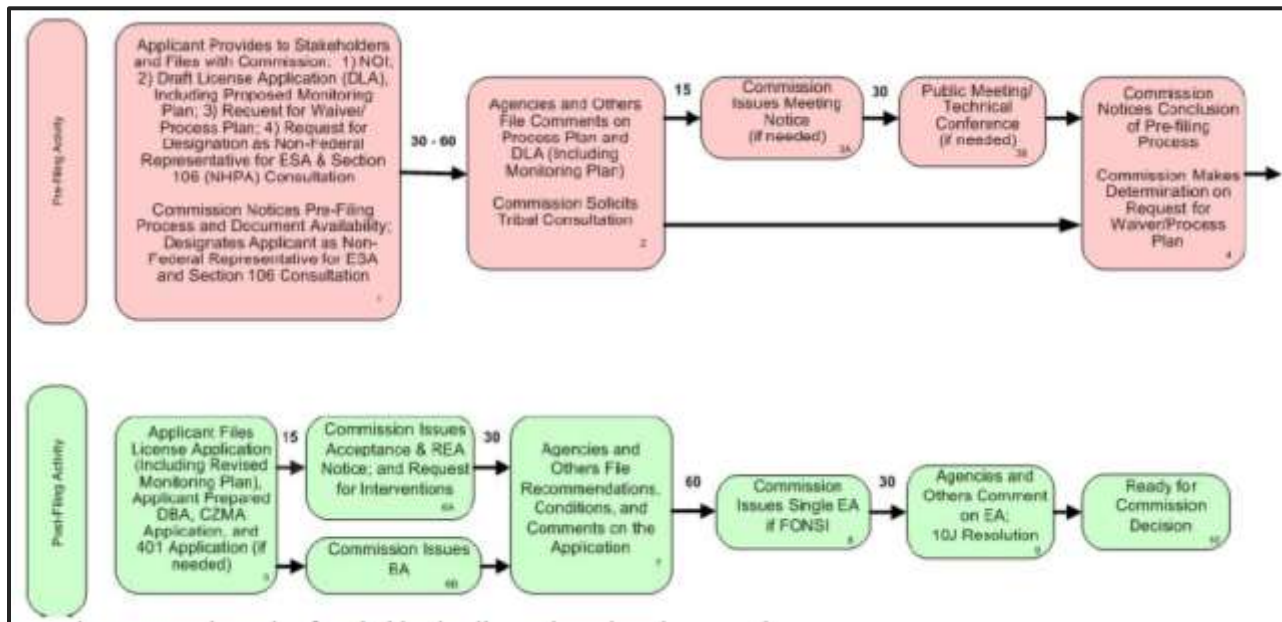 Pre-Filing Activity
Applicant Provides to Stakeholders
and Files with Commission: 1) NOI,
2) Draft License Application (DLA),
Including Proposed Monitoring
Plan; 3) Request for Waiver/
Process Plan; 4) Request for
Designation as Non-Federal
Representative for ESA & Section
106 (NHPA) Consultation
Commission Notices Pre-Filing
Process and Document Availability;
Designates Applicant as Non-
Federal Representative for ESA
and Section 106 Consultation
1
30 - 60
Agencies and Others
File Comments on
Process Plan and
DLA (Including
Monitoring Plan)
Commission Solicits
Tribal Consultation
2
15
Commission
Issues Meeting
Notice
(if needed)
3A
30
Public Meeting/
Technical
Conference
(if needed)
3B
Commission
Notices Conclusion
of Pre-filing
Process
Commission Makes
Determination on
Request for
Waiver/Process
Plan
4
Post-Filing Activity
Applicant Files
License Application
(Including Revised
Monitoring Plan),
Applicant Prepared
DBA, CZMA
Application, and
401 Application (if
needed)
5
15
Commission Issues
Acceptance & REA
Notice; and Request
for Interventions
6A
Commission Issues
BA
6B
30
Agencies and
Others File
Recommendations,
Conditions, and
Comments on the
Application
7
60
Commission
Issues Single EA
if FONSI
8
30
Agencies and
Others Comment
on EA;
10J Resolution
9
Ready for
Commission
Decision
10